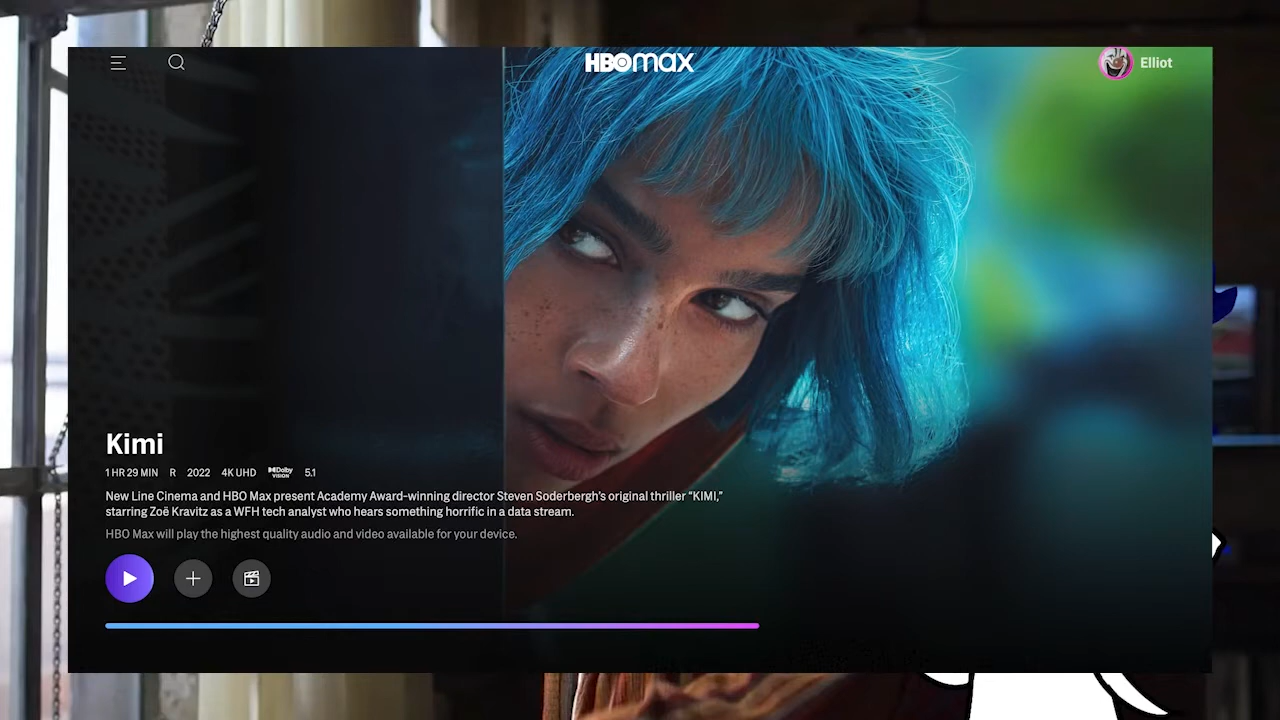 HBOmax
Elliot
Kimi
1 HR 29 MIN R 2022 4K UHD Dolby VISION 5.1
New Line Cinema and HBO Max present Academy Award-winning director Steven Soderbergh's original thriller “KIMI,”
starring Zoë Kravitz as a WFH tech analyst who hears something horrific in a data stream.
HBO Max will play the highest quality audio and video available for your device.